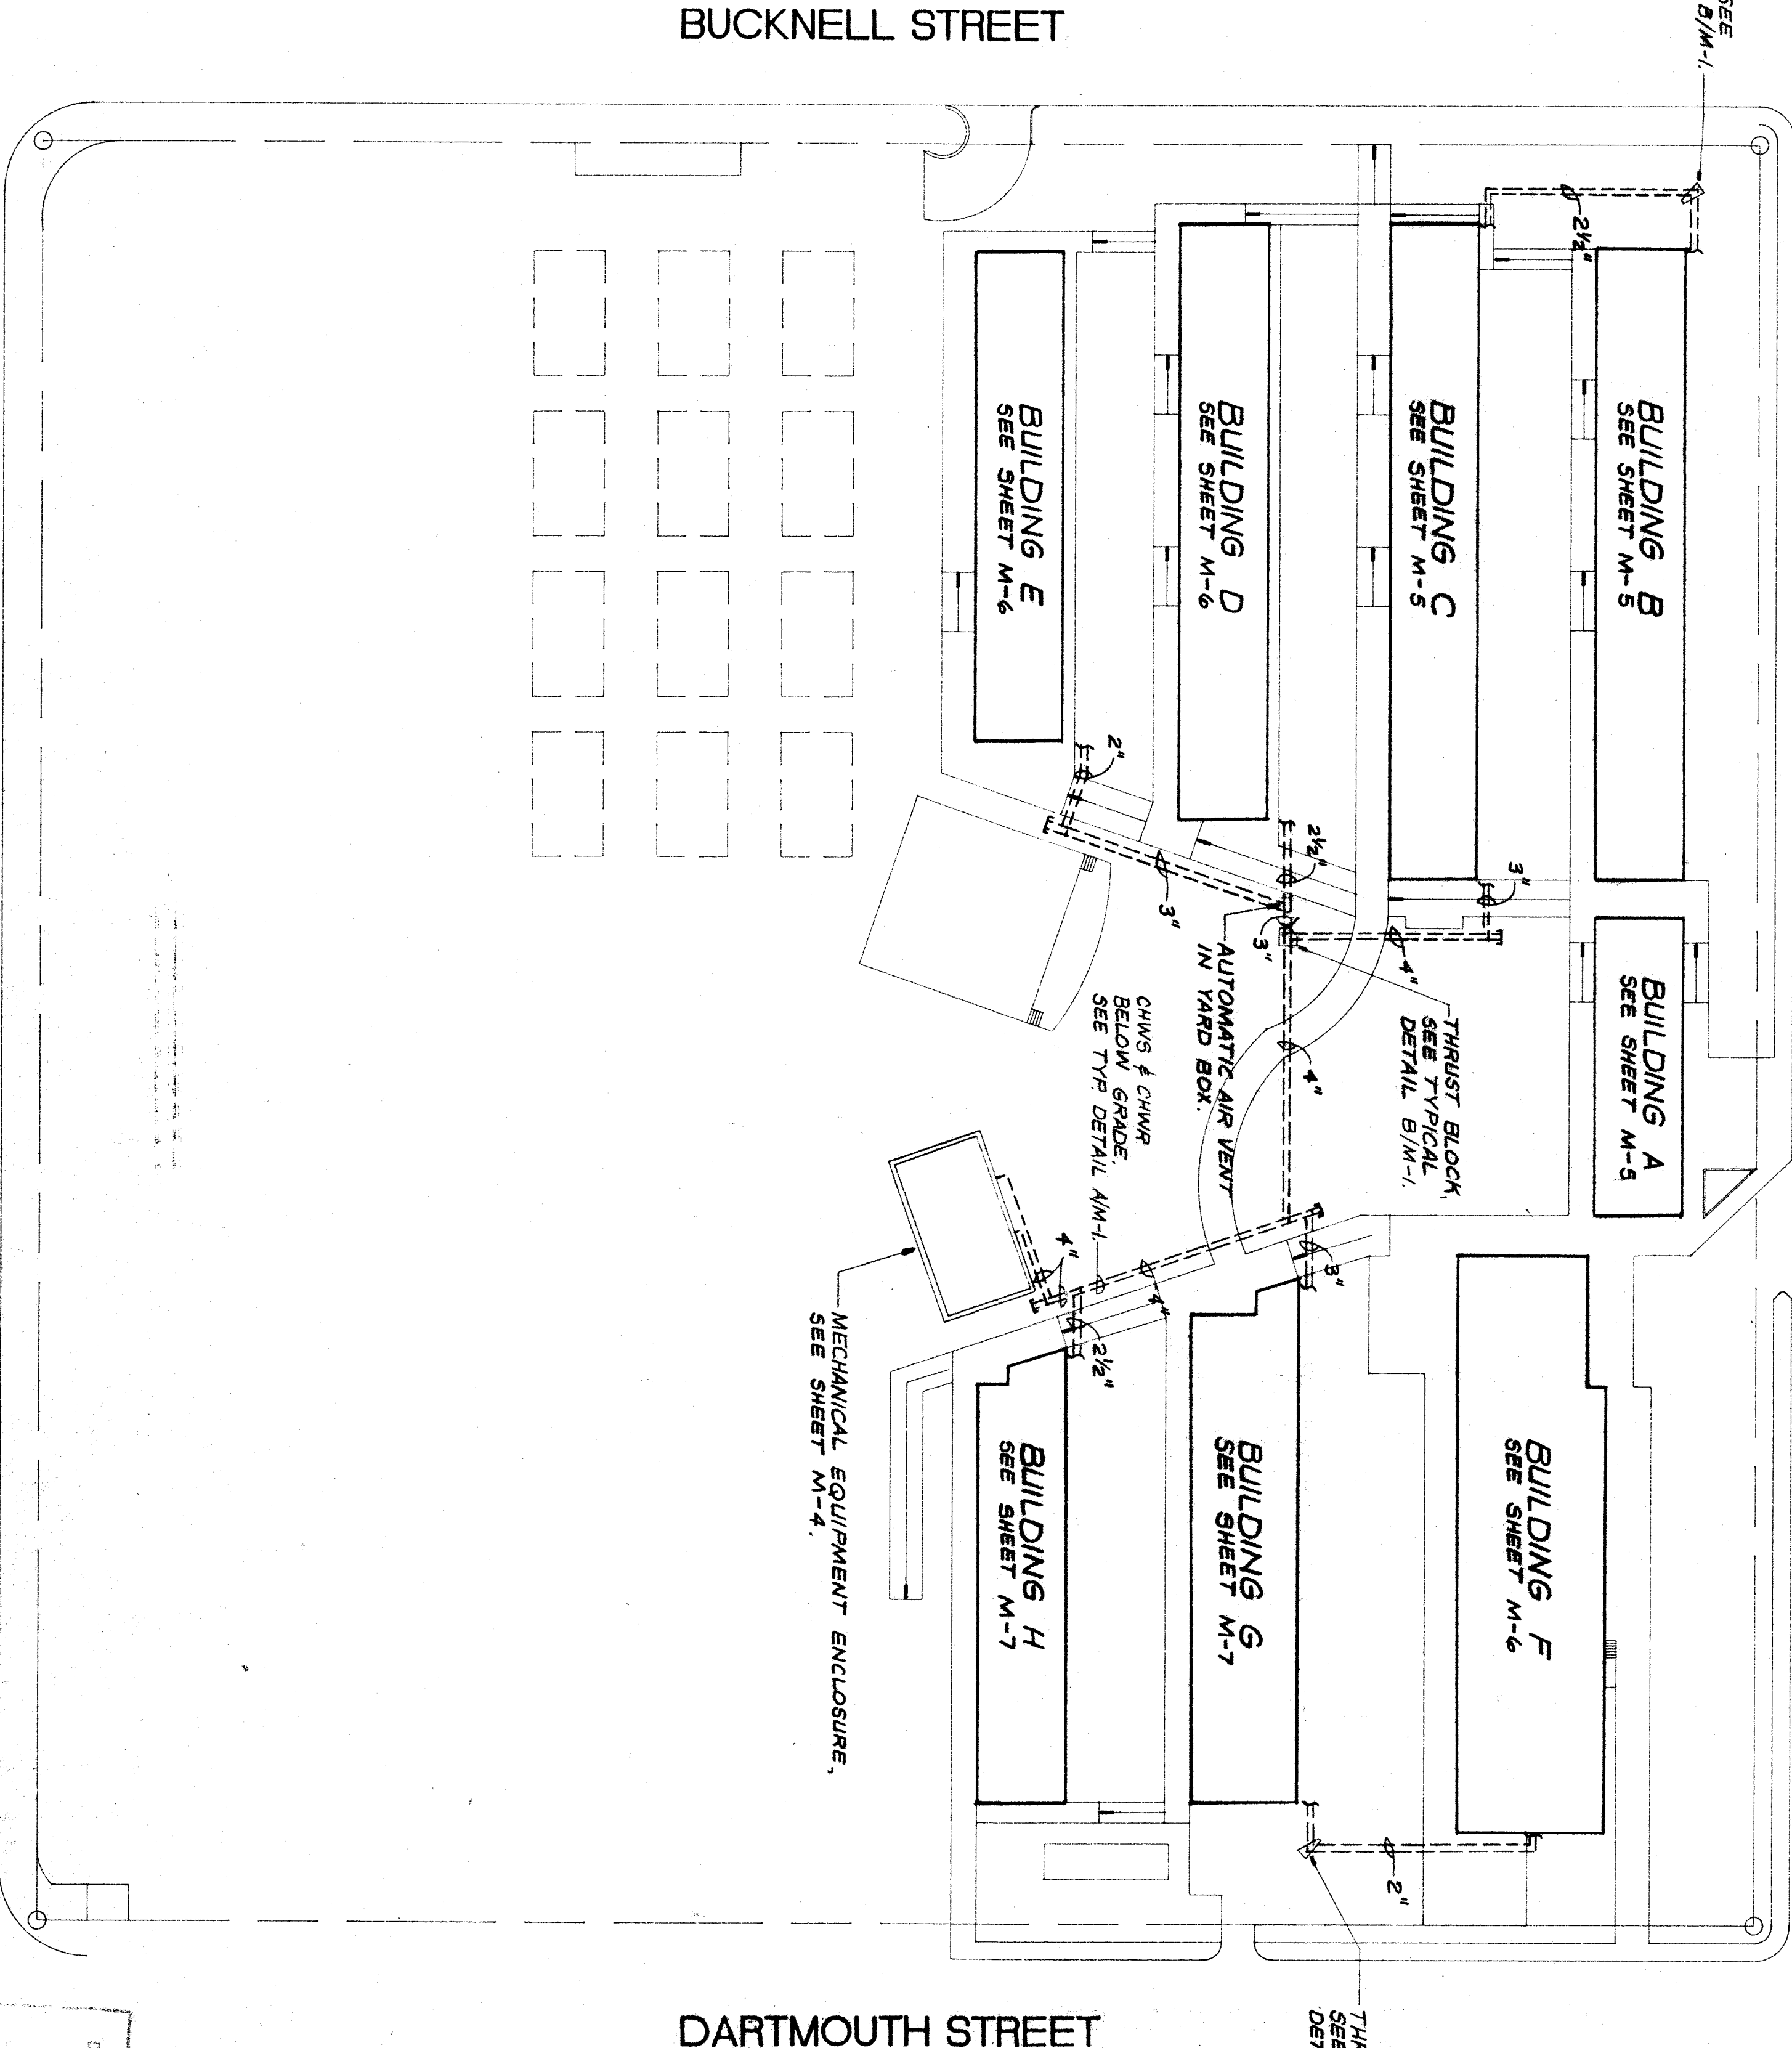 BUCKNELL STREET
SEE
B/M-1.
2½"
BUILDING B
SEE SHEET M-5
BUILDING C
SEE SHEET M-5
BUILDING D
SEE SHEET M-6
BUILDING E
SEE SHEET M-6
2"
3"
2½"
3"
3"
4"
BUILDING A
SEE SHEET M-5
THRUST BLOCK,
SEE TYPICAL
DETAIL B/M-1.
AUTOMATIC AIR VENT
IN YARD BOX.
4"
CHWS & CHWR
BELOW GRADE.
SEE TYP. DETAIL A/M-1.
4"
4"
3"
2½"
MECHANICAL EQUIPMENT ENCLOSURE,
SEE SHEET M-4.
BUILDING F
SEE SHEET M-6
BUILDING G
SEE SHEET M-7
BUILDING H
SEE SHEET M-7
2"
SEE
DARTMOUTH STREET